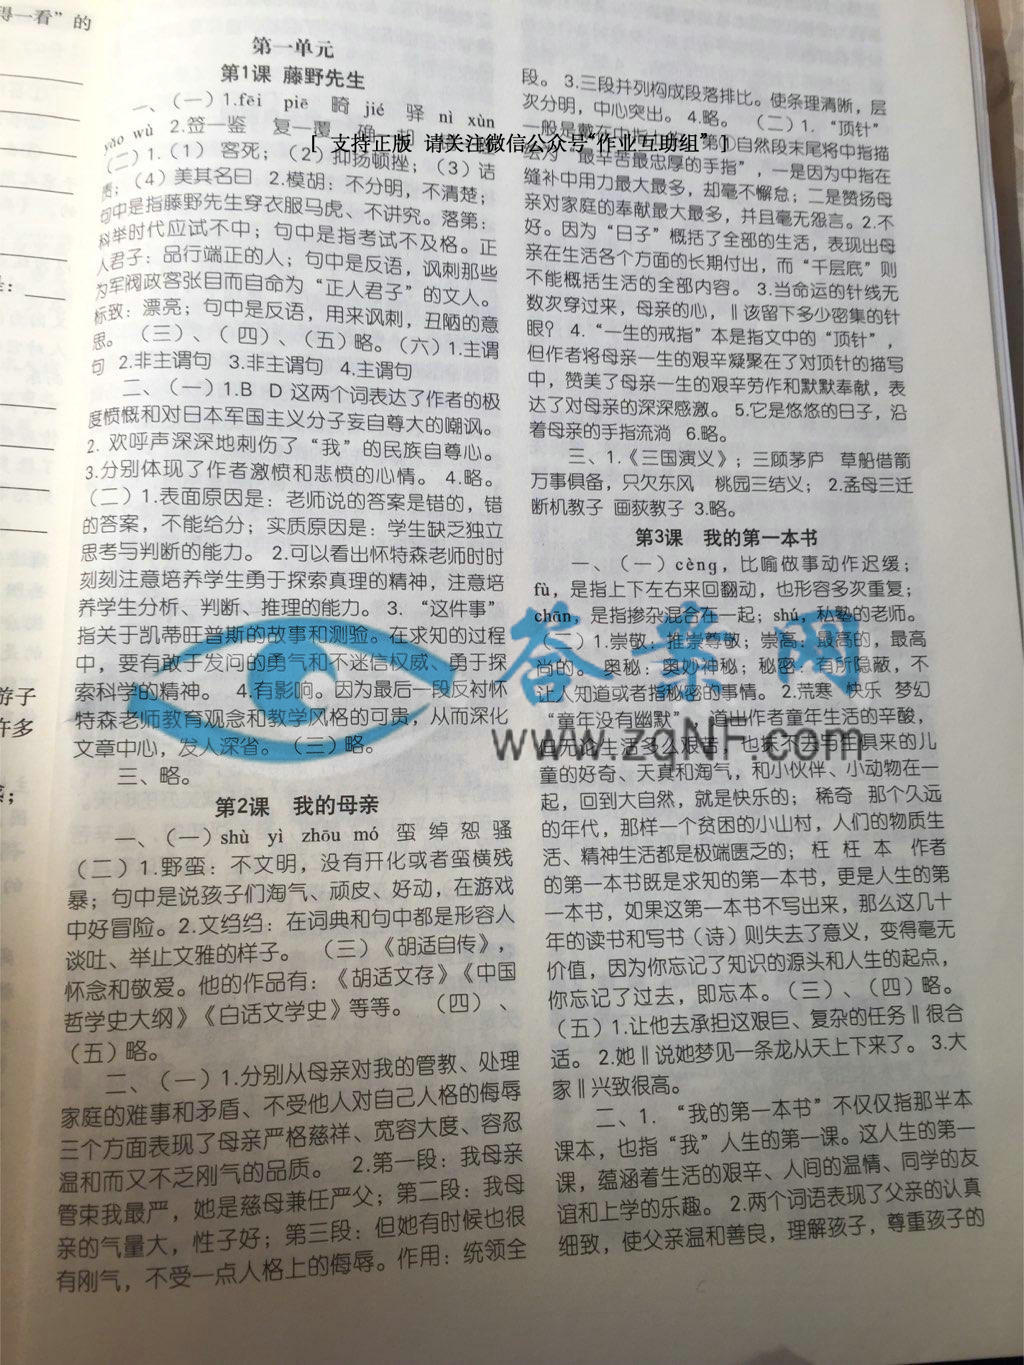 得一看”的
第一单元
第1课 藤野先生
一、（一）1.fēi piē 畸 jié 驿 nì xùn
yāo wù 2.签—鉴 复—覆
[ 支持正版 请关注微信公众号“作业互助组” ]
（二）1.（1） 客死；（2）抑扬顿挫；（3）诘
责；（4）美其名曰 2.模胡：不分明，不清楚；
句中是指藤野先生穿衣服马虎、不讲究。落第：
科举时代应试不中；句中是指考试不及格。正
人君子：品行端正的人；句中是反语，讽刺那些
为军阀政客张目而自命为“正人君子”的文人。
标致：漂亮；句中是反语，用来讽刺，丑陋的意
思。（三）、（四）、（五）略。（六）1.主谓
句 2.非主谓句 3.非主谓句 4.主谓句
二、（一）1.B D 这两个词表达了作者的极
度愤慨和对日本军国主义分子妄自尊大的嘲讽。
2. 欢呼声深深地刺伤了“我”的民族自尊心。
3.分别体现了作者激愤和悲愤的心情。 4.略。
（二）1.表面原因是：老师说的答案是错的，错
的答案，不能给分；实质原因是：学生缺乏独立
思考与判断的能力。 2.可以看出怀特森老师时时
刻刻注意培养学生勇于探索真理的精神，注意培
养学生分析、判断、推理的能力。 3. “这件事”
指关于凯蒂旺普斯的故事和测验。在求知的过程
中，要有敢于发问的勇气和不迷信权威、勇于探
索科学的精神。 4.有影响。因为最后一段反衬怀
特森老师教育观念和教学风格的可贵，从而深化
文章中心，发人深省。（三）略。
三、略。
第2课 我的母亲
一、（一）shù yì zhōu mó 蛮 绰 恕 骚
（二）1.野蛮：不文明，没有开化或者蛮横残
暴；句中是说孩子们淘气、顽皮、好动，在游戏
中好冒险。2.文绉绉：在词典和句中都是形容人
谈吐、举止文雅的样子。（三）《胡适自传》，
怀念和敬爱。他的作品有：《胡适文存》《中国
哲学史大纲》《白话文学史》等等。（四）、
（五）略。
二、（一）1.分别从母亲对我的管教、处理
家庭的难事和矛盾、不受他人对自己人格的侮辱
三个方面表现了母亲严格慈祥、宽容大度、容忍
温和而又不乏刚气的品质。 2.第一段：我母亲
管束我最严，她是慈母兼任严父；第二段：我母
亲的气量大，性子好；第三段：但她有时候也很
有刚气，不受一点人格上的侮辱。作用：统领全
段。 3.三段并列构成段落排比。使条理清晰，层
次分明，中心突出。 4.略。（二）1. “顶针”
第①自然段末尾将中指描
绘为“最辛苦最忠厚的手指”，一是因为中指在
缝补中用力最大最多，却毫不懈怠；二是赞扬母
亲对家庭的奉献最大最多，并且毫无怨言。2.不
好。因为“日子”概括了全部的生活，表现出母
亲在生活各个方面的长期付出，而“千层底”则
不能概括生活的全部内容。 3.当命运的针线无
数次穿过来，母亲的心，‖该留下多少密集的针
眼？ 4. “一生的戒指”本是指文中的“顶针”，
但作者将母亲一生的艰辛凝聚在了对顶针的描写
中，赞美了母亲一生的艰辛劳作和默默奉献，表
达了对母亲的深深感激。 5.它是悠悠的日子，沿
着母亲的手指流淌 6.略。
三、1.《三国演义》；三顾茅庐 草船借箭
万事俱备，只欠东风 桃园三结义； 2.孟母三迁
断机教子 画荻教子 3.略。
第3课 我的第一本书
一、（一）cèng，比喻做事动作迟缓；
fù，是指上下左右来回翻动，也形容多次重复；
chān，是指掺杂混合在一起；shú，私塾的老师。
（二）1.崇敬：推崇尊敬；崇高：最高的，最高
尚的。 奥秘：奥妙神秘；秘密：有所隐蔽，不
让人知道或者指秘密的事情。 2.荒寒 快乐 梦幻
“童年没有幽默”，道出作者童年生活的辛酸，
但无论生活多么艰苦，也抹不去与生俱来的儿
童的好奇、天真和淘气，和小伙伴、小动物在一
起，回到大自然，就是快乐的； 稀奇 那个久远
的年代，那样一个贫困的小山村，人们的物质生
活、精神生活都是极端匮乏的； 枉 枉 本 作者
的第一本书既是求知的第一本书，更是人生的第
一本书，如果这第一本书不写出来，那么这几十
年的读书和写书（诗）则失去了意义，变得毫无
价值，因为你忘记了知识的源头和人生的起点，
你忘记了过去，即忘本。（三）、（四）略。
（五）1.让他去承担这艰巨、复杂的任务‖很合
适。 2.她‖说她梦见一条龙从天上下来了。 3.大
家‖兴致很高。
二、1. “我的第一本书”不仅仅指那半本
课本，也指“我”人生的第一课。这人生的第一
课，蕴涵着生活的艰辛、人间的温情、同学的友
谊和上学的乐趣。 2.两个词语表现了父亲的认真
细致，使父亲温和善良，理解孩子，尊重孩子的
游子
许多
答案网
www.zqnf.com